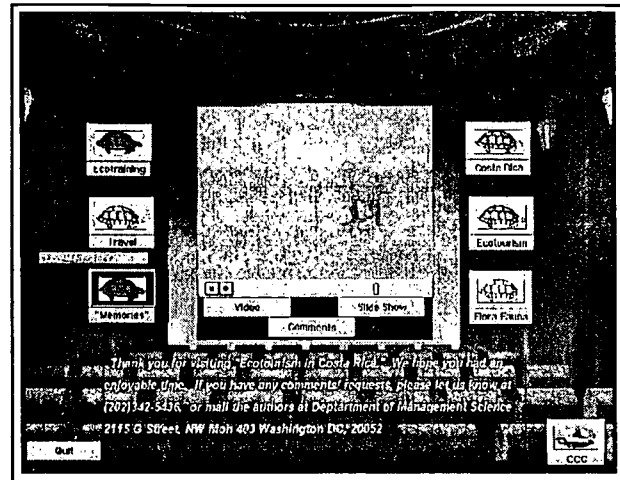 Ecotraining
Costa Rica
Travel
Ecotourism
"Memories"
Flora Fauna
Video
Slide Show
Comments
Thank you for visiting "Ecotourism in Costa Rica." We hope you had an
enjoyable time. If you have any comments/ requests, please let us know at
(202)342-5436, or mail the authors at Deptartment of Management Science
2115 G Street, NW Mon 403 Washington DC, 20052
Quit
CCC